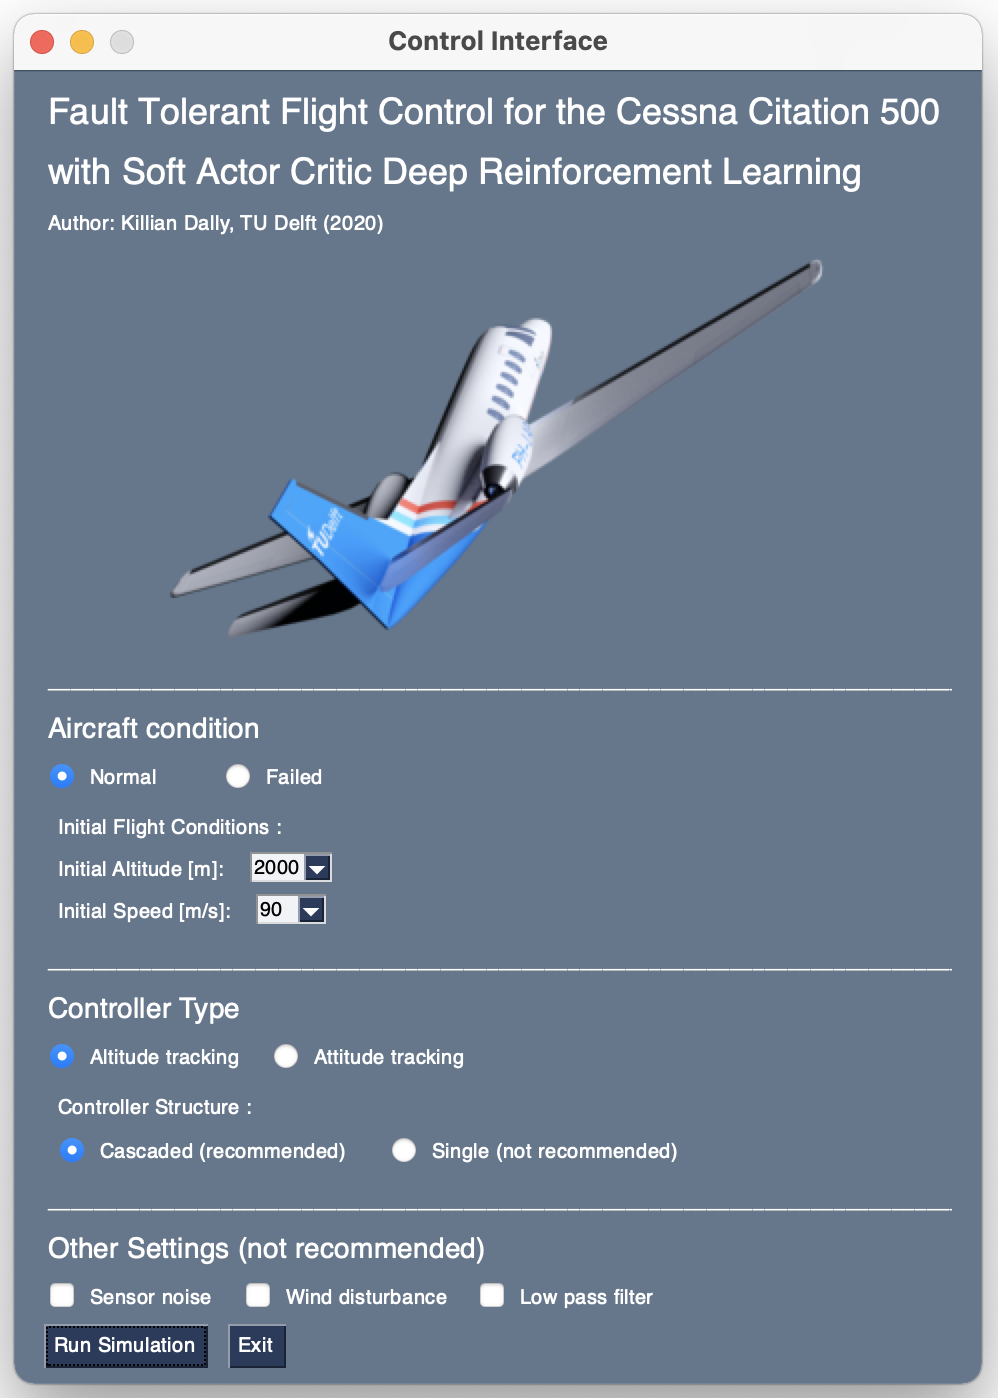 Control Interface
Fault Tolerant Flight Control for the Cessna Citation 500
with Soft Actor Critic Deep Reinforcement Learning
Author: Killian Dally, TU Delft (2020)
TUDelft
Aircraft condition
Normal Failed
Initial Flight Conditions :
Initial Altitude [m]: 2000
Initial Speed [m/s]: 90
Controller Type
Altitude tracking Attitude tracking
Controller Structure :
Cascaded (recommended) Single (not recommended)
Other Settings (not recommended)
Sensor noise Wind disturbance Low pass filter
Run Simulation Exit